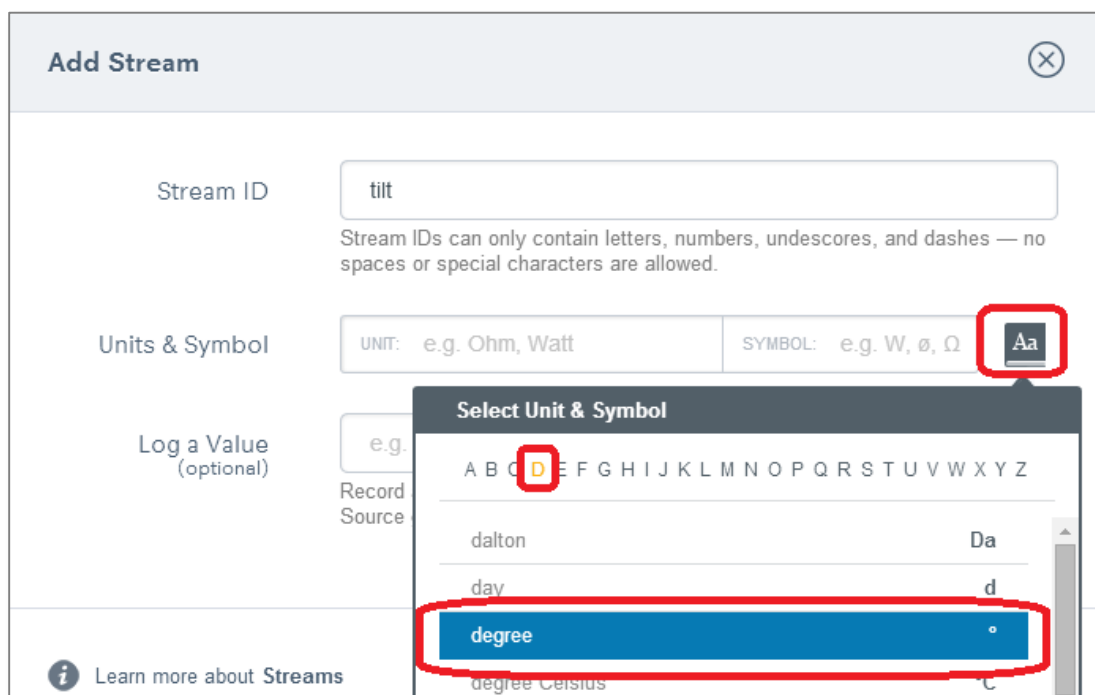 Add Stream
Stream ID
tilt
Stream IDs can only contain letters, numbers, undescores, and dashes — no
spaces or special characters are allowed.
Units & Symbol
UNIT: e.g. Ohm, Watt
SYMBOL: e.g. W, ø, Ω
Aa
Select Unit & Symbol
Log a Value
(optional)
e.g.
A B C D E F G H I J K L M N O P Q R S T U V W X Y Z
Record
Source
dalton Da
day d
degree °
degree Celsius °C
i Learn more about Streams